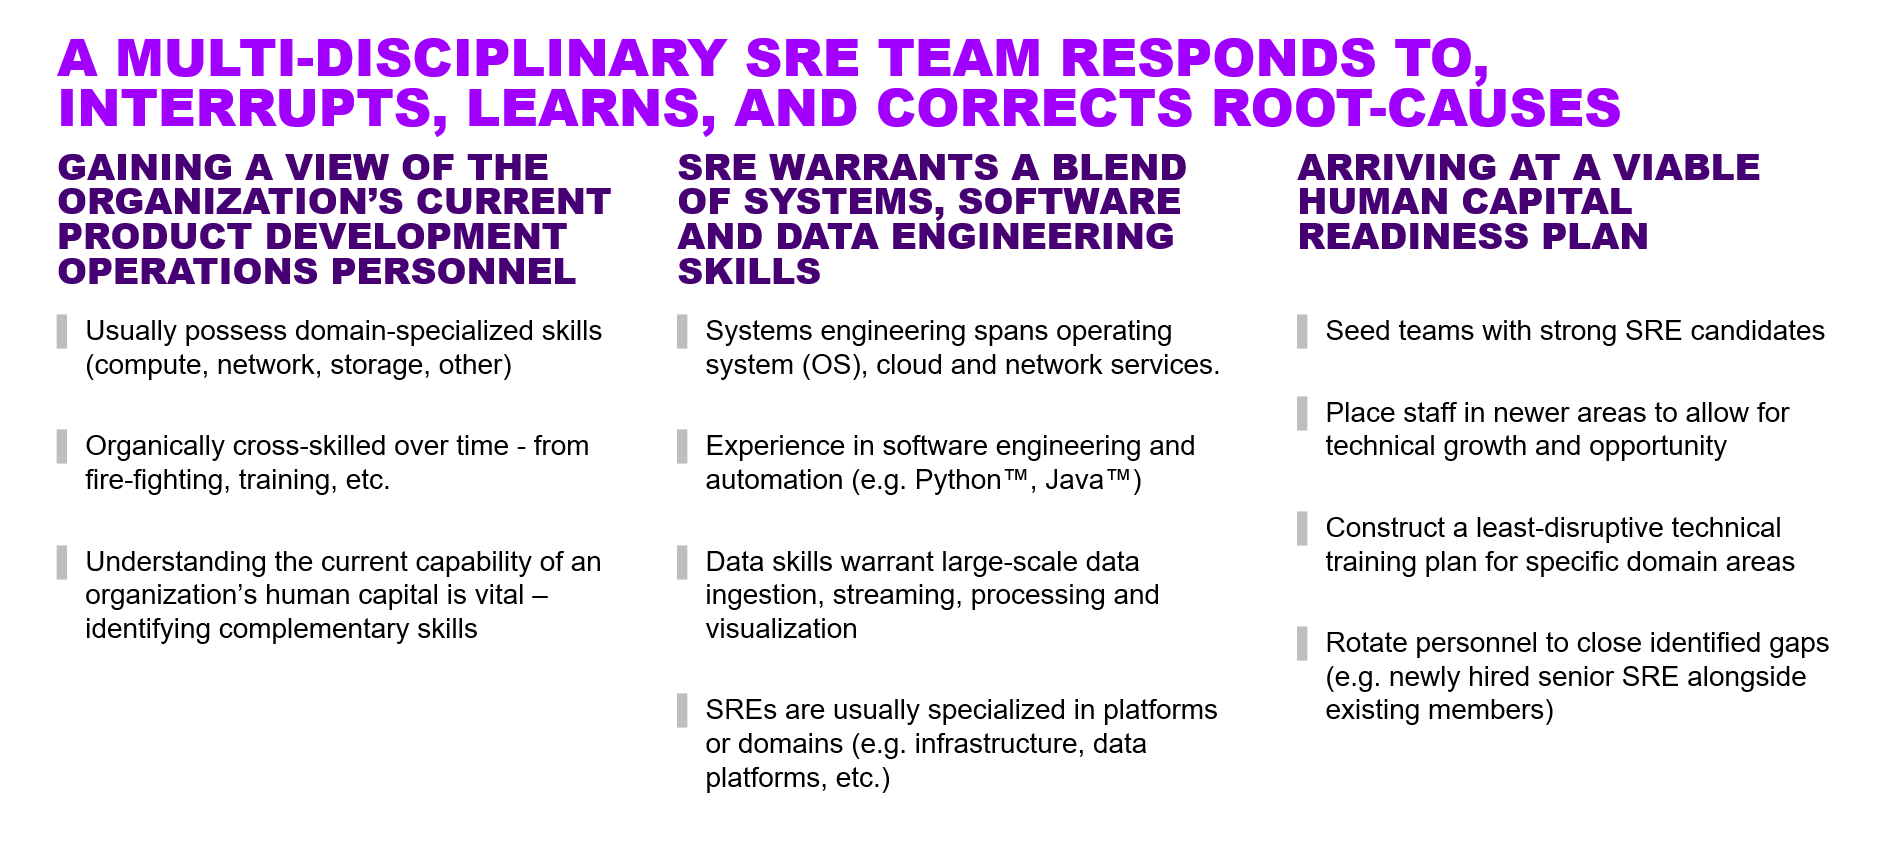 A MULTI-DISCIPLINARY SRE TEAM RESPONDS TO,
INTERRUPTS, LEARNS, AND CORRECTS ROOT-CAUSES
GAINING A VIEW OF THE
ORGANIZATION’S CURRENT
PRODUCT DEVELOPMENT
OPERATIONS PERSONNEL
Usually possess domain-specialized skills
(compute, network, storage, other)
Organically cross-skilled over time - from
fire-fighting, training, etc.
Understanding the current capability of an
organization’s human capital is vital –
identifying complementary skills
SRE WARRANTS A BLEND
OF SYSTEMS, SOFTWARE
AND DATA ENGINEERING
SKILLS
Systems engineering spans operating
system (OS), cloud and network services.
Experience in software engineering and
automation (e.g. Python™, Java™)
Data skills warrant large-scale data
ingestion, streaming, processing and
visualization
SREs are usually specialized in platforms
or domains (e.g. infrastructure, data
platforms, etc.)
ARRIVING AT A VIABLE
HUMAN CAPITAL
READINESS PLAN
Seed teams with strong SRE candidates
Place staff in newer areas to allow for
technical growth and opportunity
Construct a least-disruptive technical
training plan for specific domain areas
Rotate personnel to close identified gaps
(e.g. newly hired senior SRE alongside
existing members)